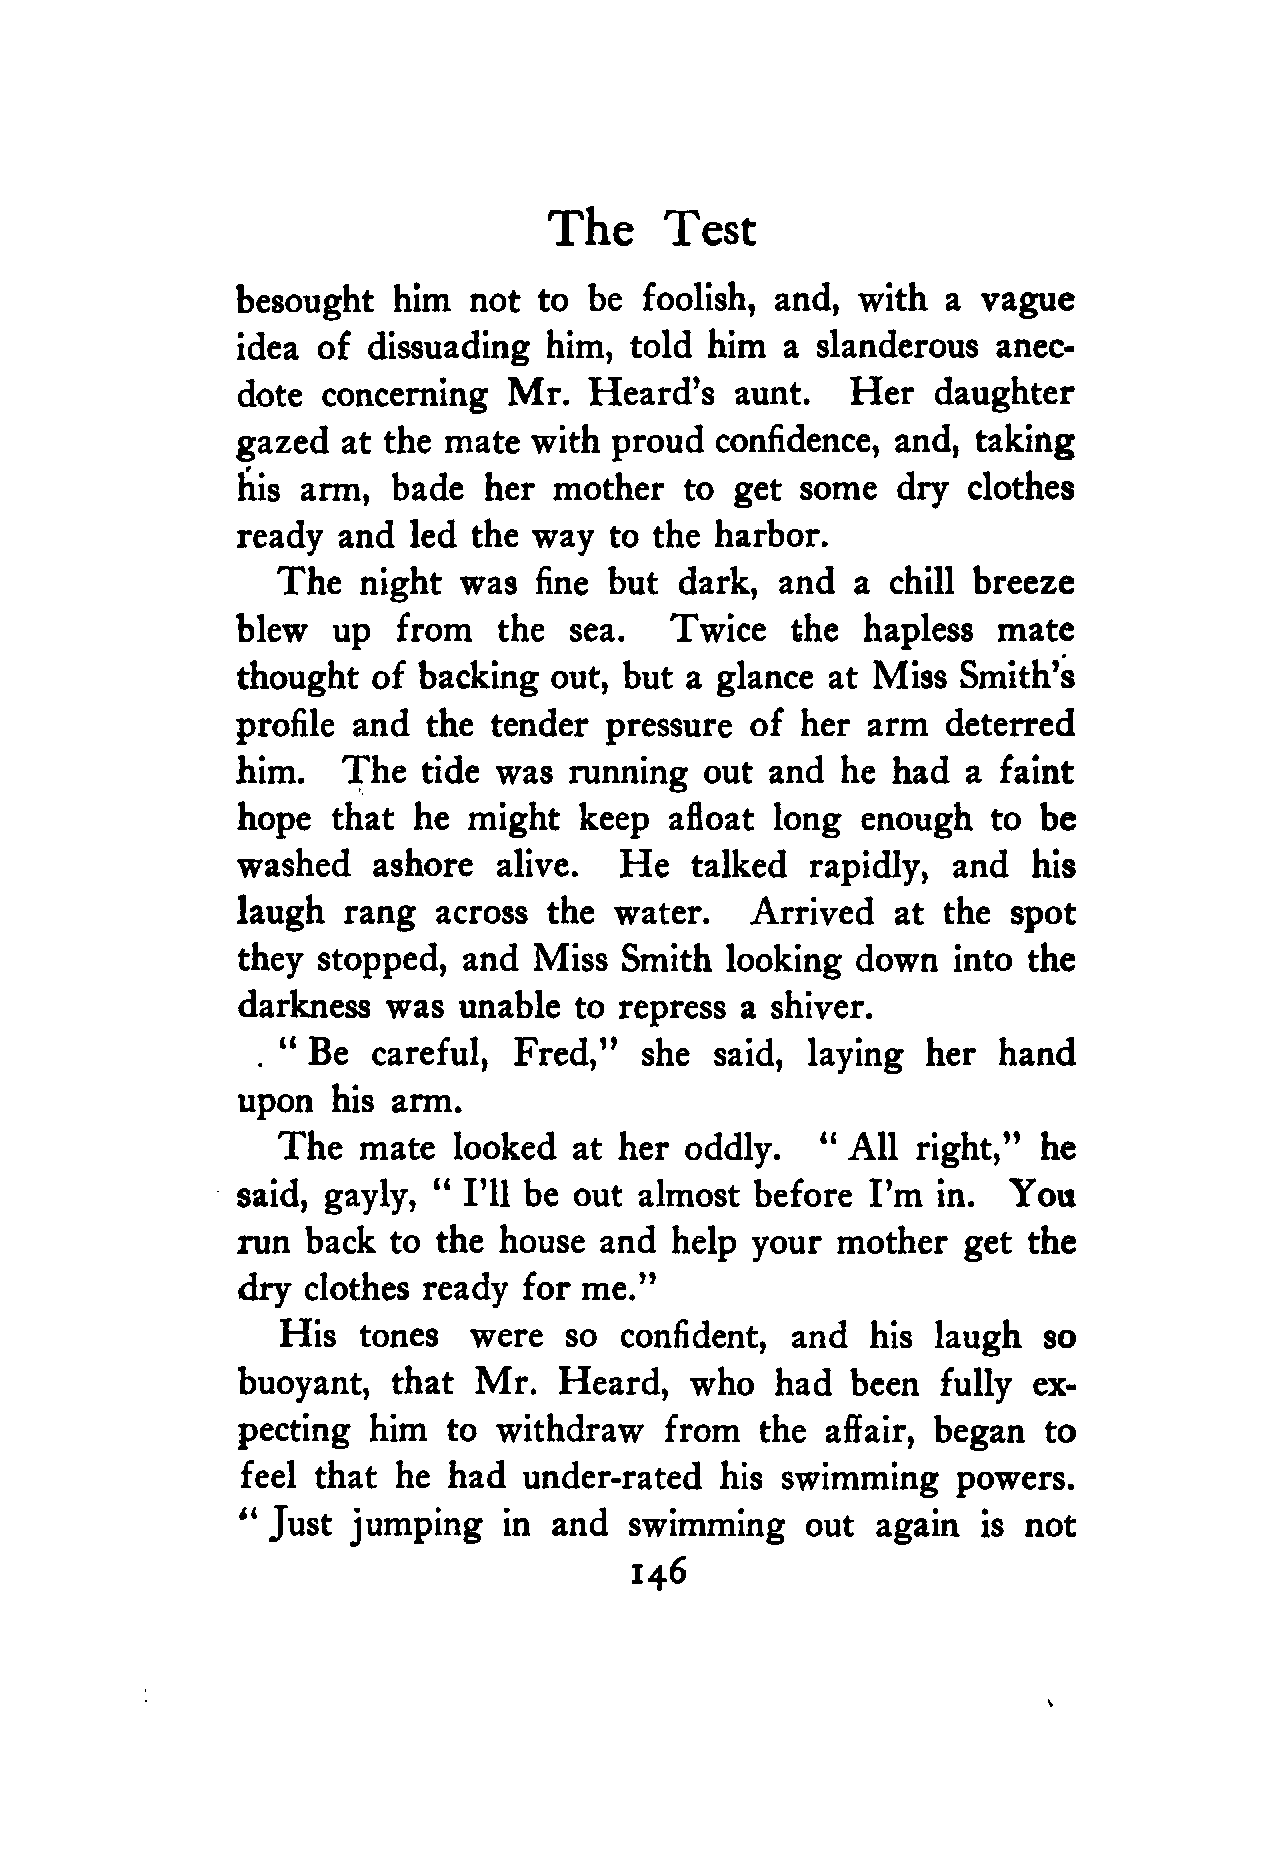 The Test
besought him not to be foolish, and, with a vague
idea of dissuading him, told him a slanderous anec-
dote concerning Mr. Heard's aunt. Her daughter
gazed at the mate with proud confidence, and, taking
his arm, bade her mother to get some dry clothes
ready and led the way to the harbor.
The night was fine but dark, and a chill breeze
blew up from the sea. Twice the hapless mate
thought of backing out, but a glance at Miss Smith's
profile and the tender pressure of her arm deterred
him. The tide was running out and he had a faint
hope that he might keep afloat long enough to be
washed ashore alive. He talked rapidly, and his
laugh rang across the water. Arrived at the spot
they stopped, and Miss Smith looking down into the
darkness was unable to repress a shiver.
" Be careful, Fred," she said, laying her hand
upon his arm.
The mate looked at her oddly. " All right," he
said, gayly, " I'll be out almost before I'm in. You
run back to the house and help your mother get the
dry clothes ready for me."
His tones were so confident, and his laugh so
buoyant, that Mr. Heard, who had been fully ex-
pecting him to withdraw from the affair, began to
feel that he had under-rated his swimming powers.
" Just jumping in and swimming out again is not
146